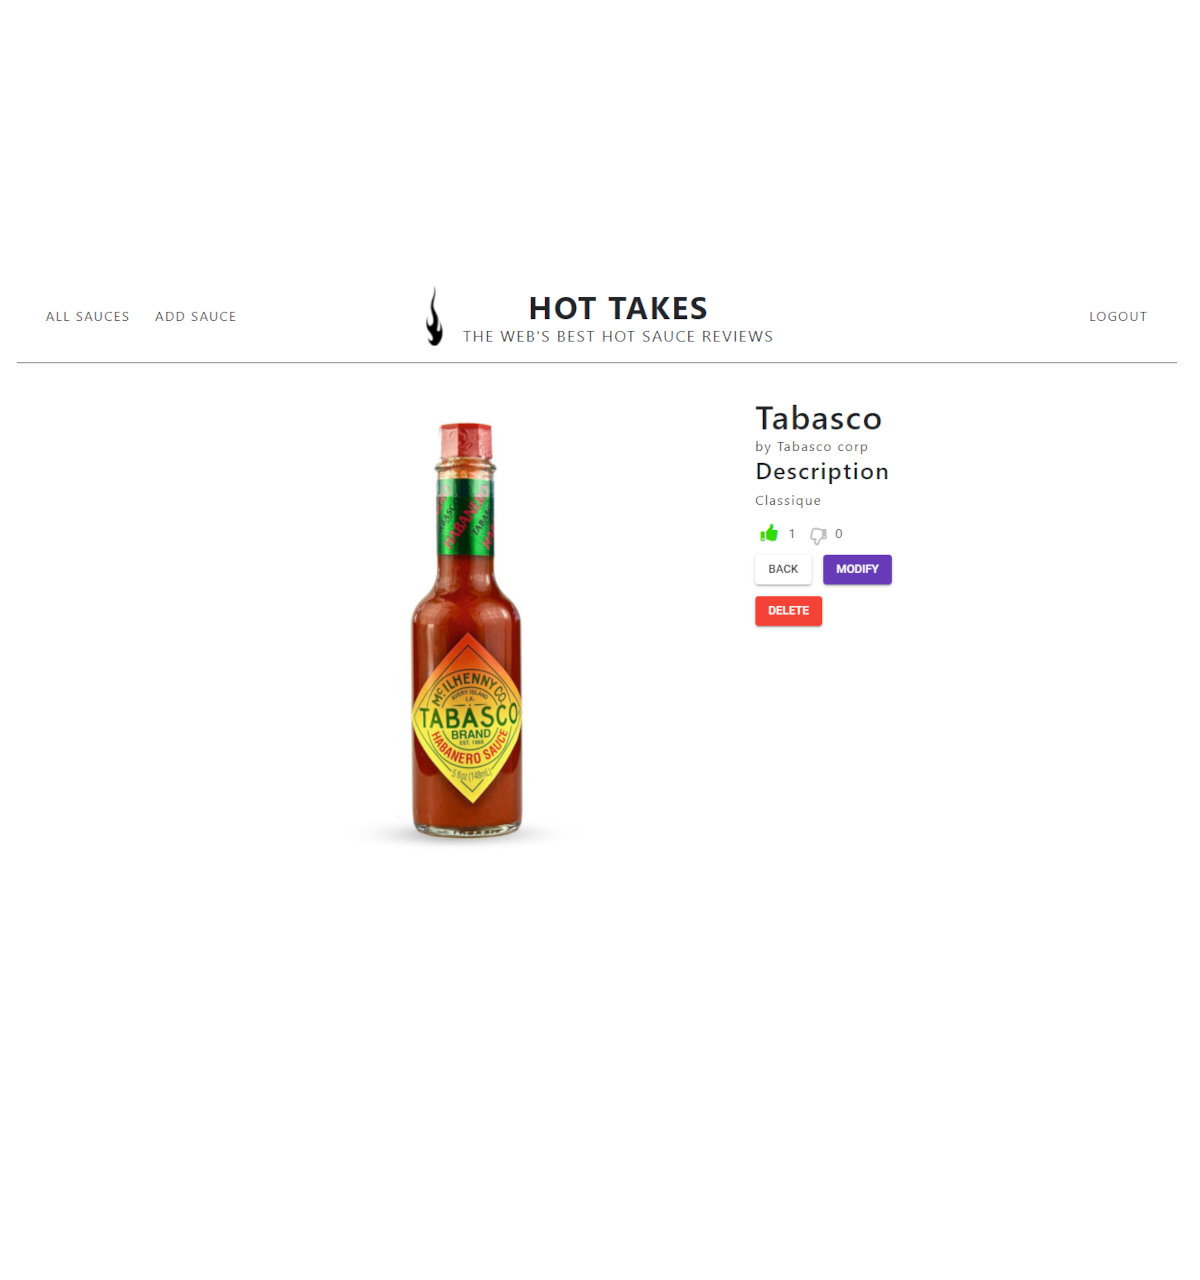 ALL SAUCES
ADD SAUCE
HOT TAKES
THE WEB'S BEST HOT SAUCE REVIEWS
LOGOUT
Tabasco
by Tabasco corp
Description
Classique
1
0
BACK
MODIFY
DELETE
HABANERO
McILHENNY CO.
AVERY ISLAND
LA.
TABASCO
BRAND
EST. 1868
HABANERO SAUCE
5 fl oz (148mL)